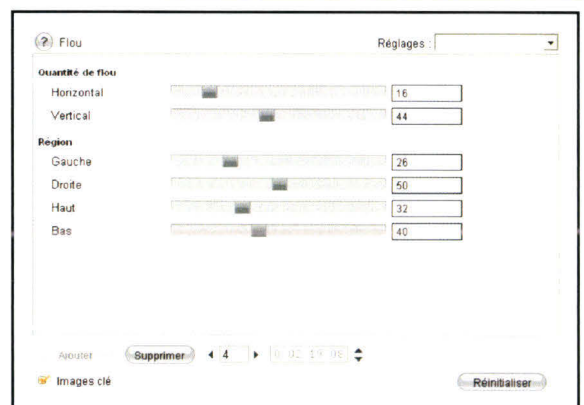 ? Flou Réglages :
Quantité de flou
Horizontal 16
Vertical 44
Région
Gauche 26
Droite 50
Haut 32
Bas 40
Ajouter Supprimer 4 0 02 19 08
Images clé Réinitialiser